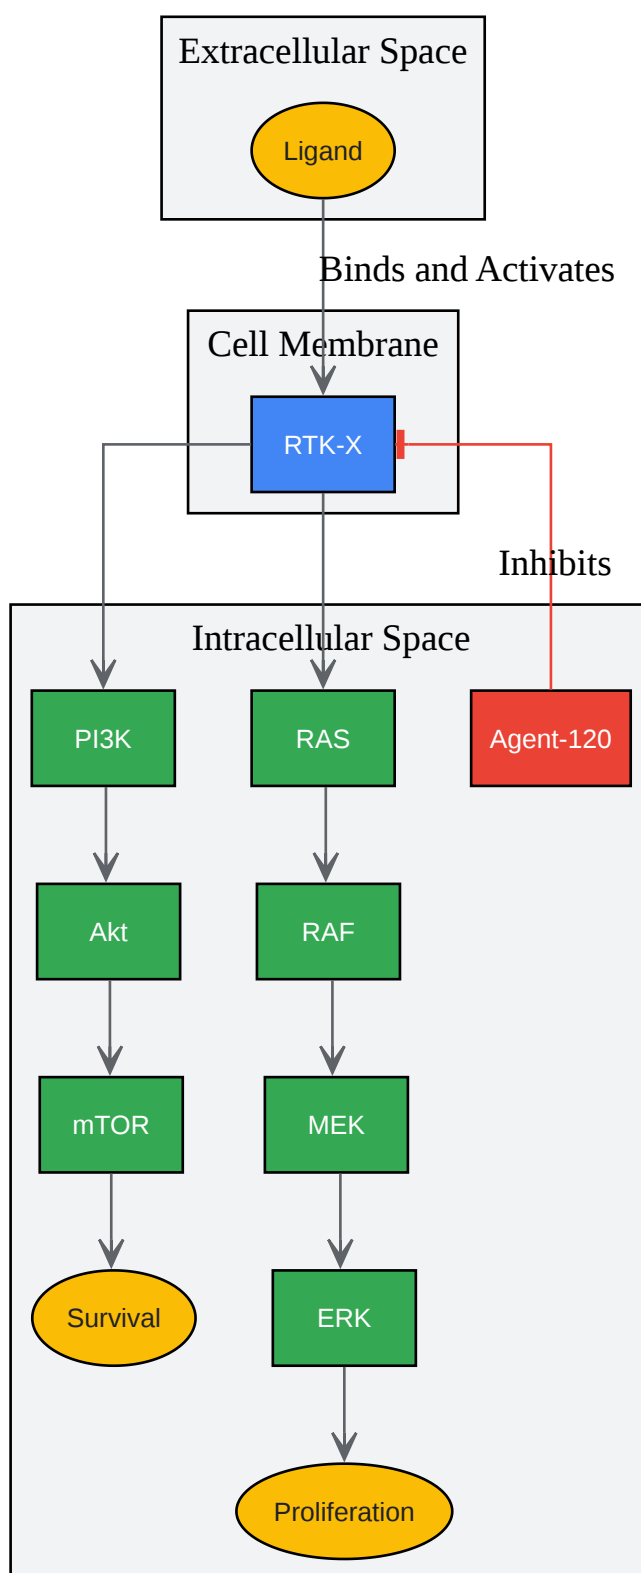 Extracellular Space
Ligand
Binds and Activates
Cell Membrane
RTK-X
Inhibits
Intracellular Space
PI3K
RAS
Agent-120
Akt
RAF
mTOR
MEK
Survival
ERK
Proliferation